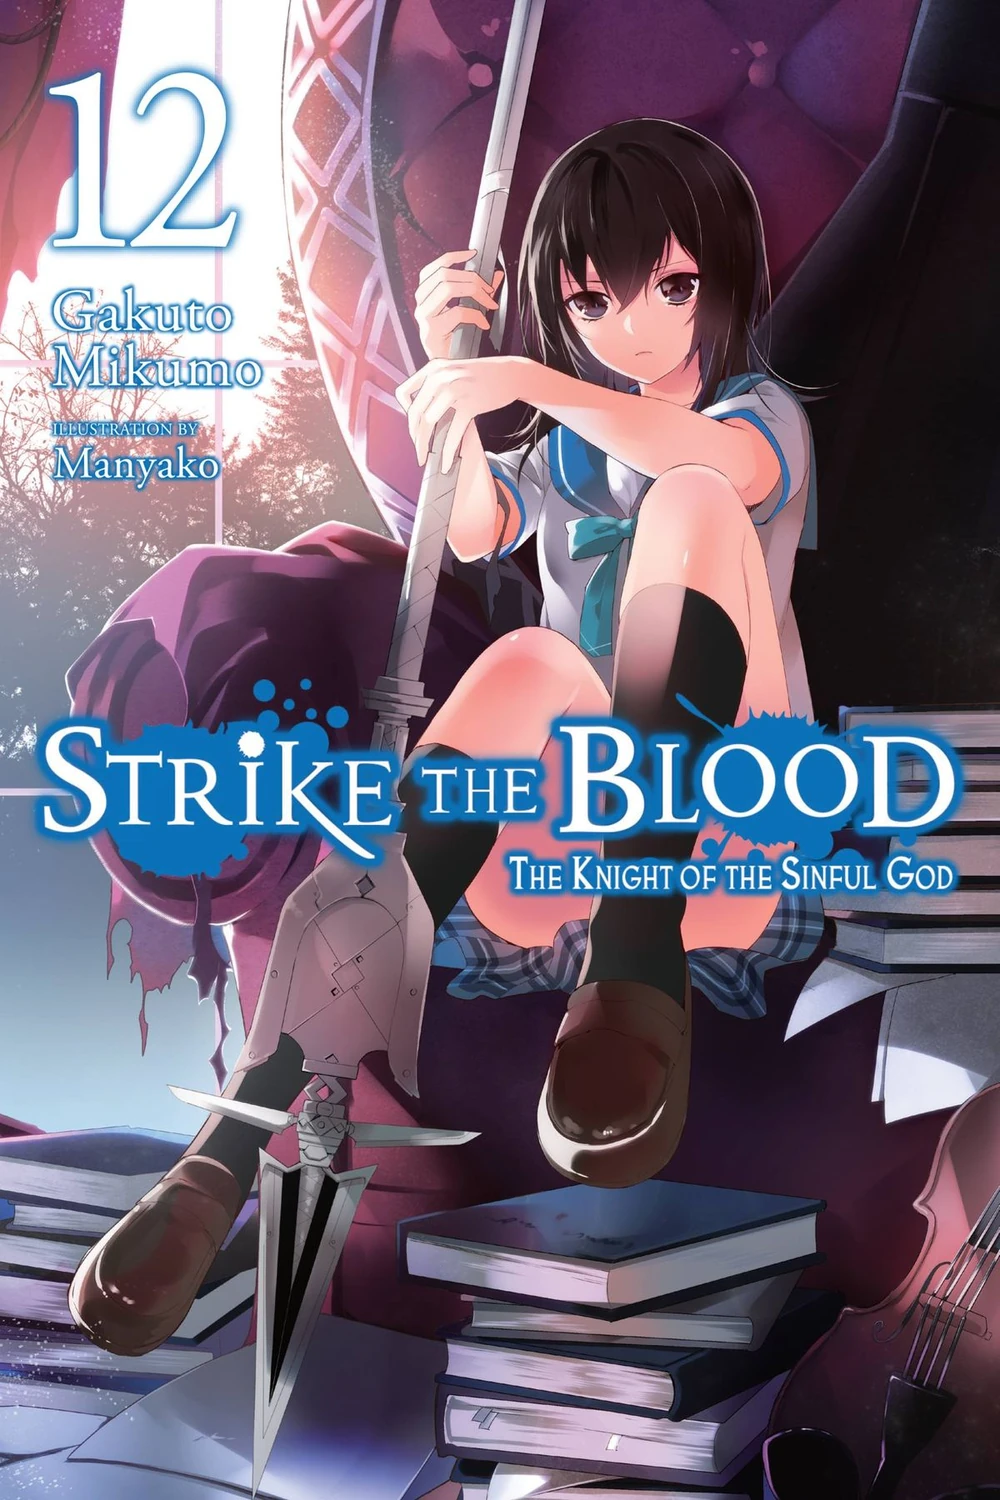 12
Gakuto
Mikumo
ILLUSTRATION BY
Manyako
STRIKE THE BLOOD
THE KNIGHT OF THE SINFUL GOD